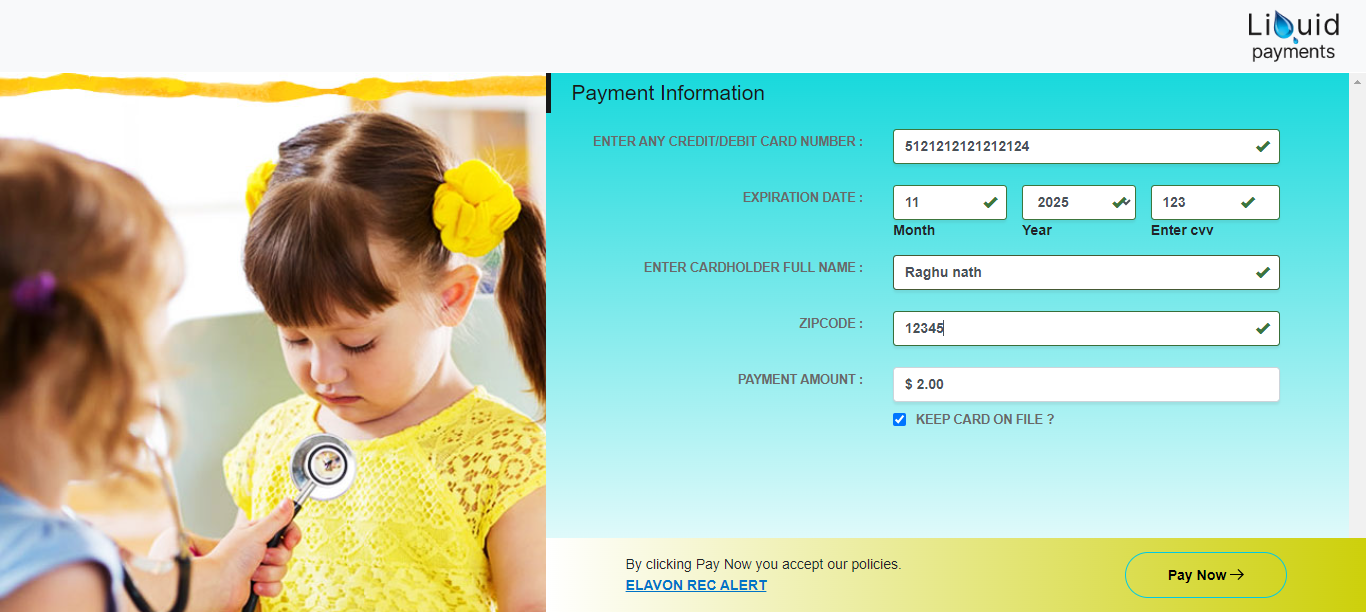 Liquid
payments
Payment Information
ENTER ANY CREDIT/DEBIT CARD NUMBER : 5121212121212124
EXPIRATION DATE : 11 2025 123
Month Year Enter cvv
ENTER CARDHOLDER FULL NAME : Raghu nath
ZIPCODE : 12345
PAYMENT AMOUNT : $ 2.00
KEEP CARD ON FILE ?
By clicking Pay Now you accept our policies.
ELAVON REC ALERT
Pay Now →